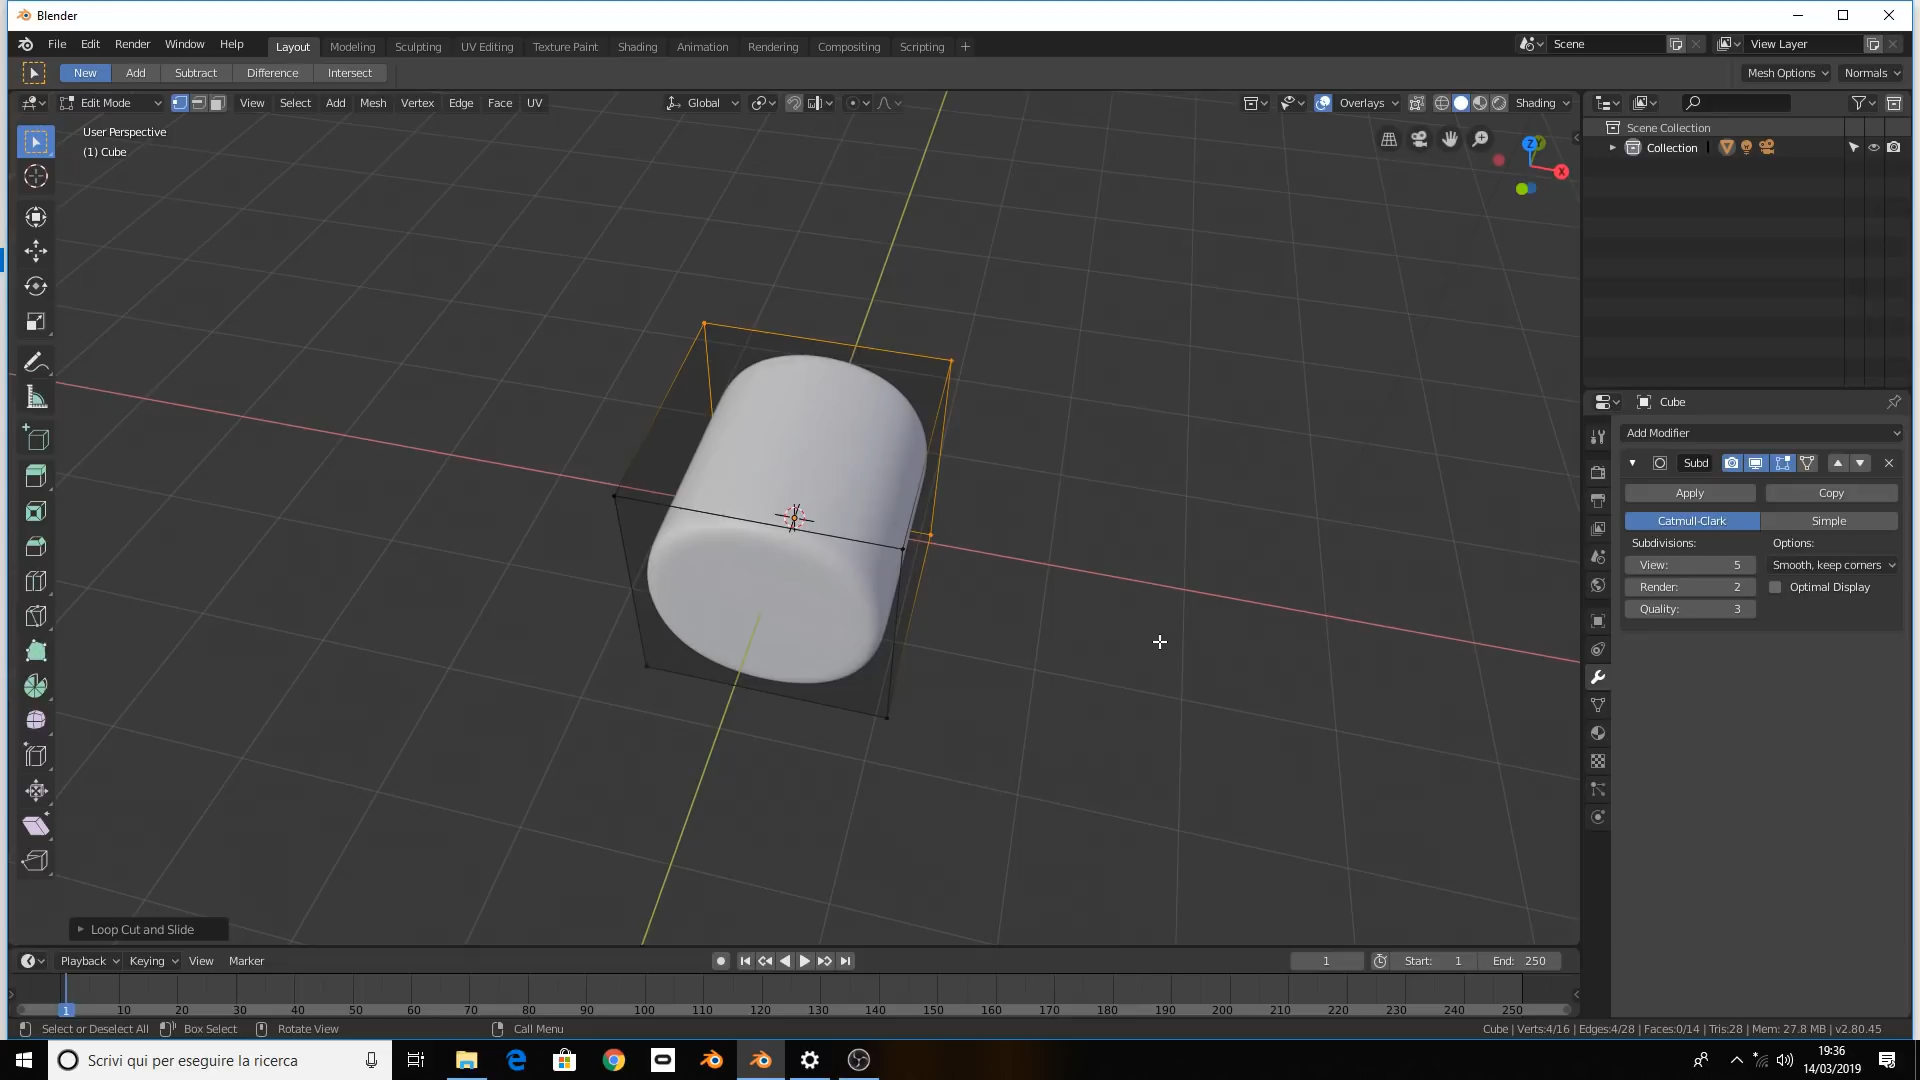 Blender
File Edit Render Window Help Layout Modeling Sculpting UV Editing Texture Paint Shading Animation Rendering Compositing Scripting + Scene View Layer
New Add Subtract Difference Intersect Mesh Options Normals
Edit Mode View Select Add Mesh Vertex Edge Face UV Global Overlays Shading
User Perspective
(1) Cube
Z Y
X
Scene Collection
Collection
Cube
Add Modifier
Subd
Apply Copy
Catmull-Clark Simple
Subdivisions: Options:
View: 5 Smooth, keep corners
Render: 2 Optimal Display
Quality: 3
Loop Cut and Slide
Playback Keying View Marker 1 Start: 1 End: 250
1 10 20 30 40 50 60 70 80 90 100 110 120 130 140 150 160 170 180 190 200 210 220 230 240 250
Select or Deselect All Box Select Rotate View Call Menu Cube | Verts:4/16 | Edges:4/28 | Faces:0/14 | Tris:28 | Mem: 27.8 MB | v2.80.45
Scrivi qui per eseguire la ricerca
19:36
14/03/2019